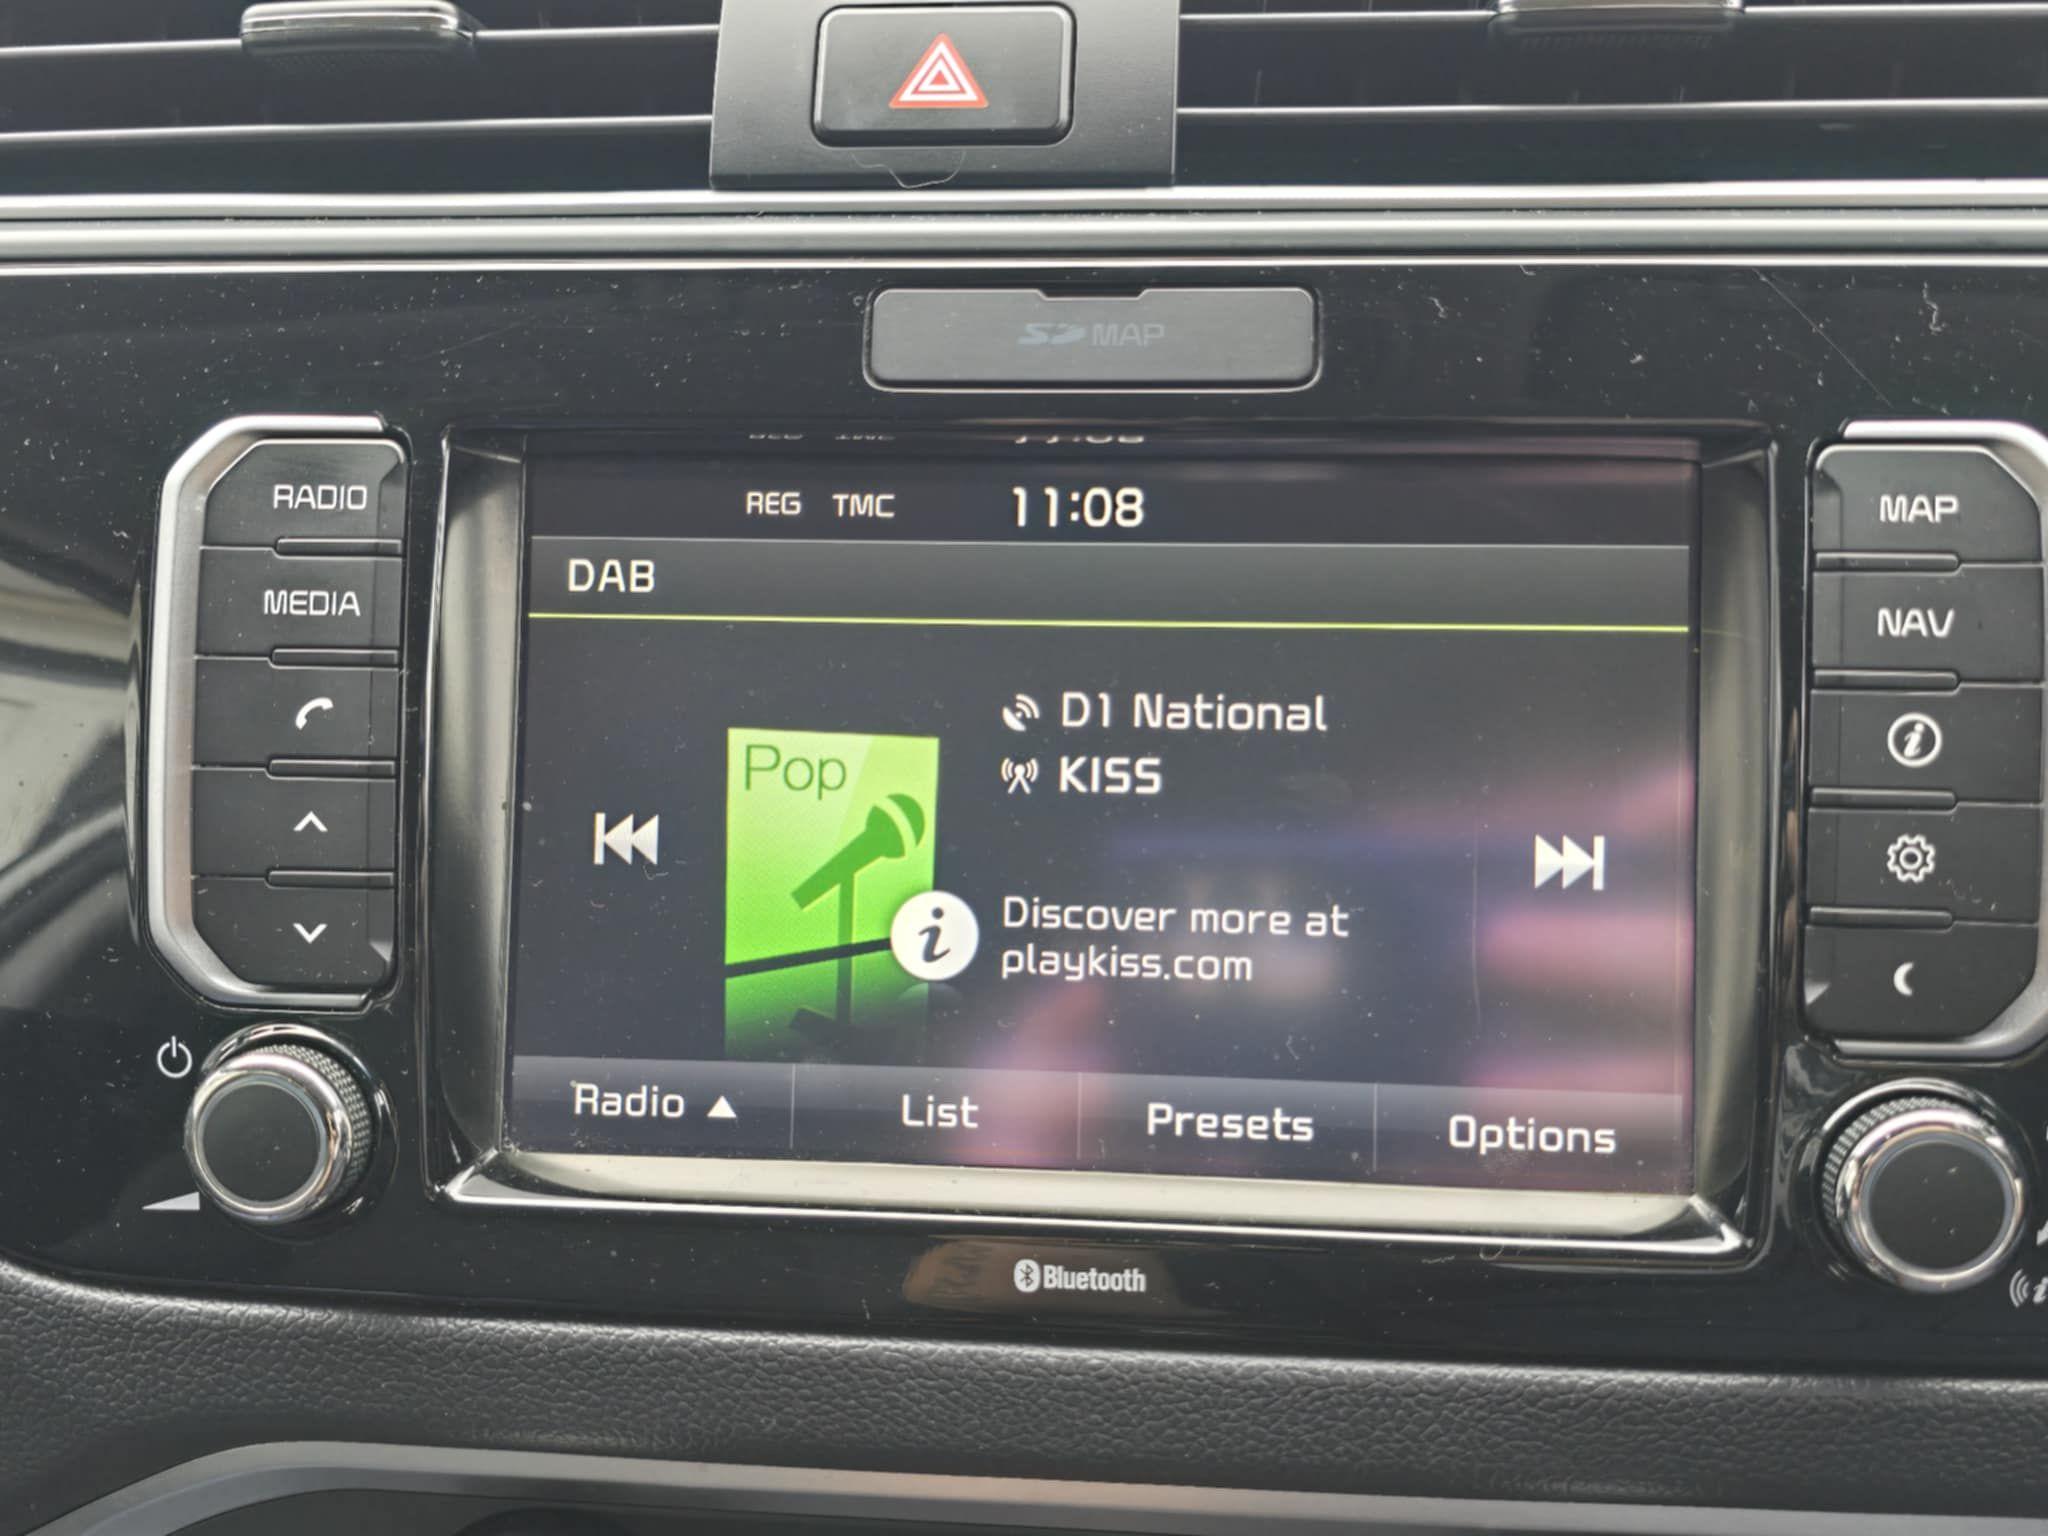 SD MAP
RADIO
MEDIA
REG TMC 11:08
DAB
D1 National
KISS
Pop
i Discover more at
playkiss.com
Radio ▲ List Presets Options
MAP
NAV
i
Bluetooth